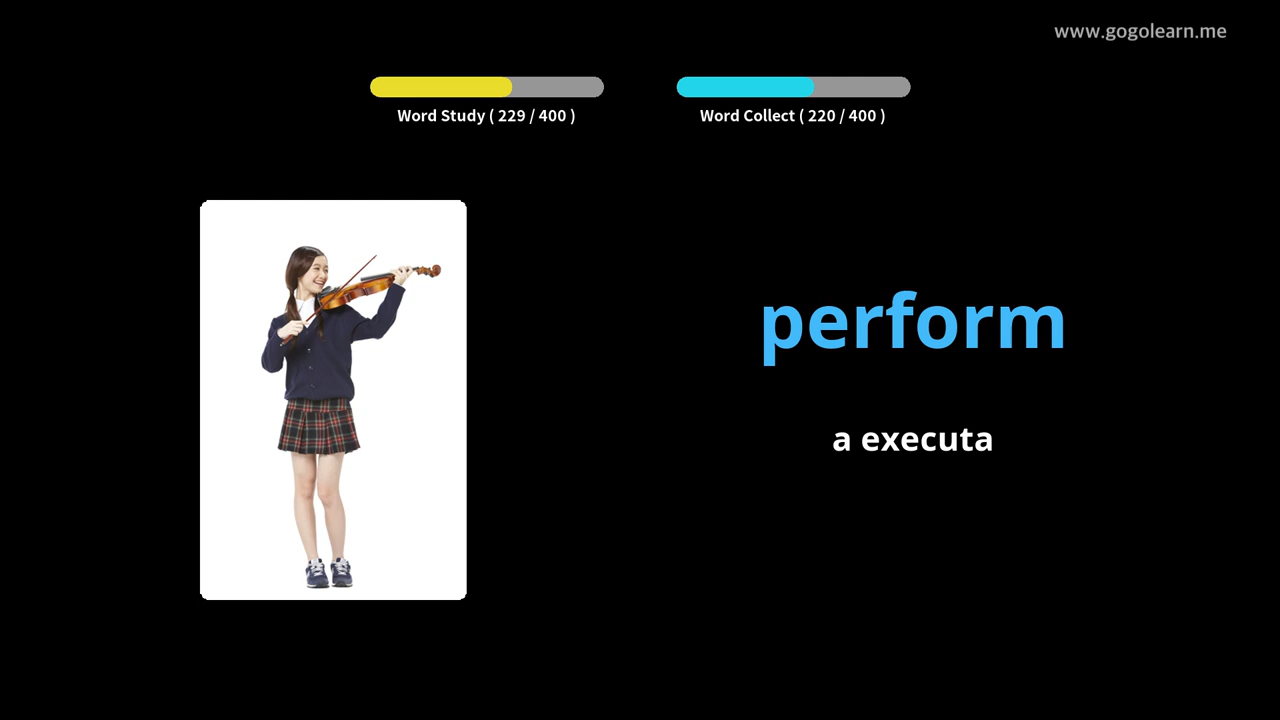 www.gogolearn.me
Word Study ( 229 / 400 )
Word Collect ( 220 / 400 )
perform
a executa